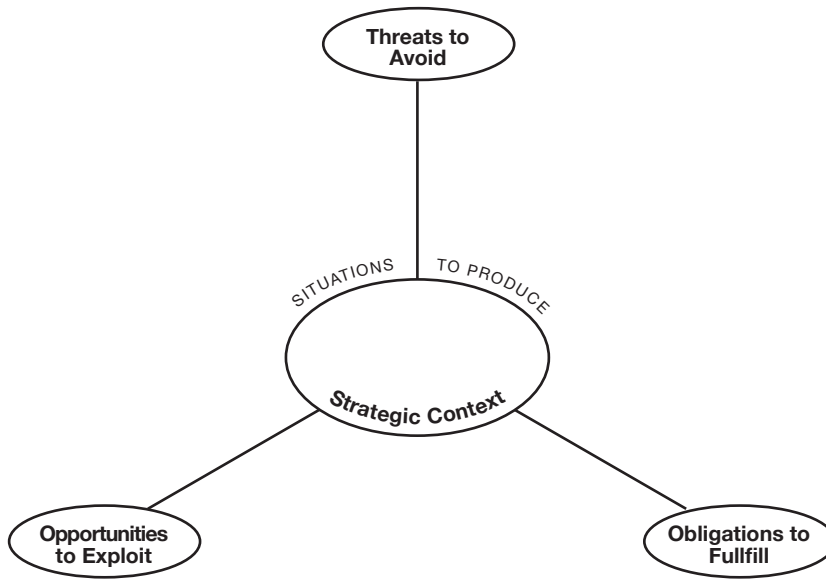 Threats to
Avoid
SITUATIONS TO PRODUCE
Strategic Context
Opportunities
to Exploit
Obligations to
Fullfill